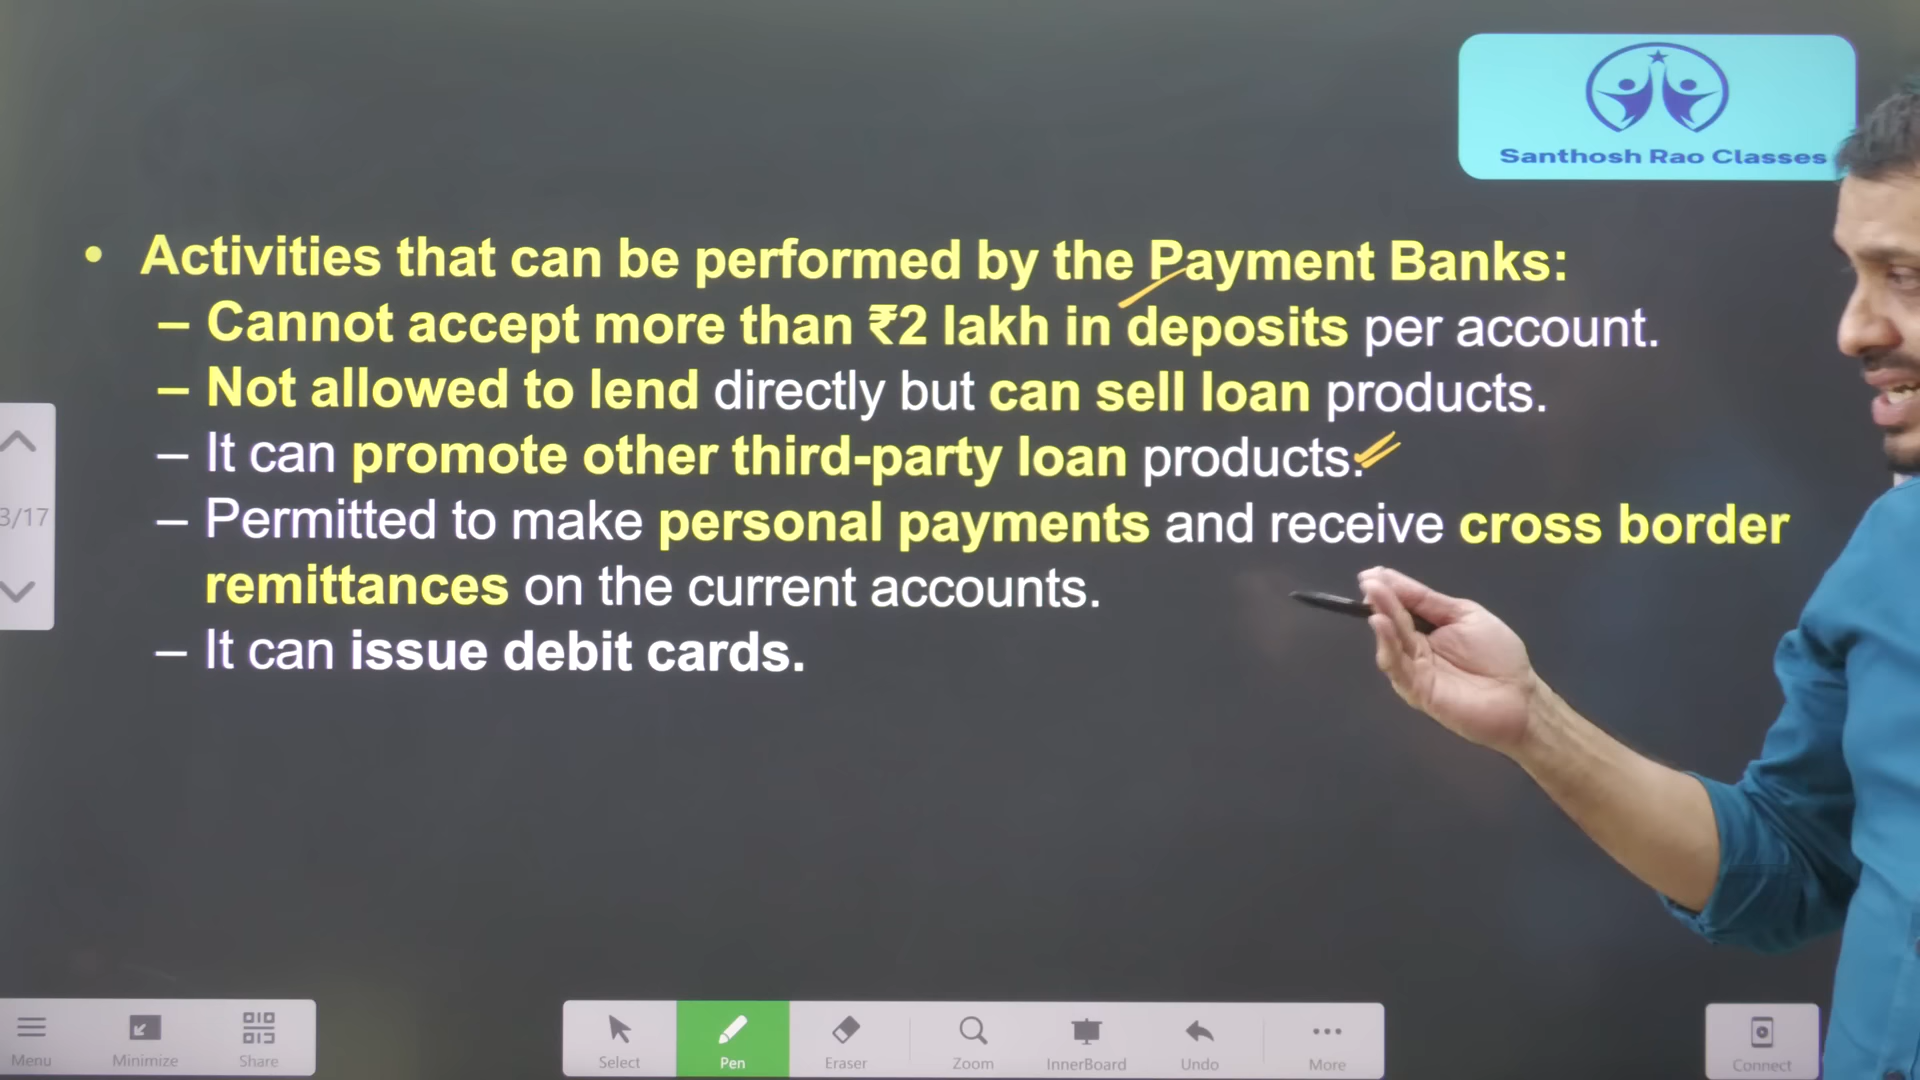 Santhosh Rao Classes
• Activities that can be performed by the Payment Banks:
– Cannot accept more than ₹2 lakh in deposits per account.
– Not allowed to lend directly but can sell loan products.
– It can promote other third-party loan products.
– Permitted to make personal payments and receive cross border
remittances on the current accounts.
– It can issue debit cards.
3/17
Menu
Minimize
Share
Select
Pen
Eraser
Zoom
InnerBoard
Undo
More
Connect